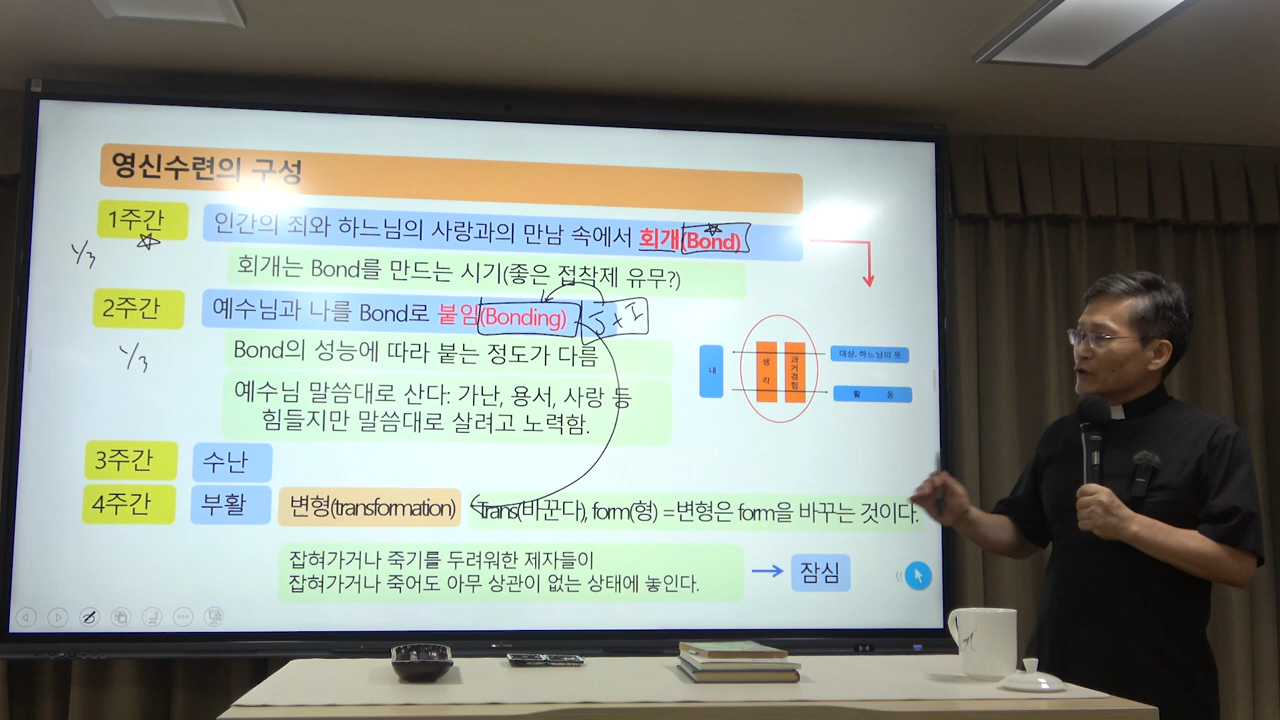 영신수련의 구성
1주간
인간의 죄와 하느님의 사랑과의 만남 속에서 회개(Bond)
1/3
회개는 Bond를 만드는 시기(좋은 접착제 유무?)
2주간
예수님과 나를 Bond로 붙임(Bonding)
J+I
1/3
Bond의 성능에 따라 붙는 정도가 다름
예수님 말씀대로 산다: 가난, 용서, 사랑 등
힘들지만 말씀대로 살려고 노력함.
내
생각
과거경험
대상, 하느님의 뜻
활 동
3주간
수난
4주간
부활
변형(transformation)
Trans(바꾼다), form(형) =변형은 form을 바꾸는 것이다.
잡혀가거나 죽기를 두려워한 제자들이
잡혀가거나 죽어도 아무 상관이 없는 상태에 놓인다.
잠심